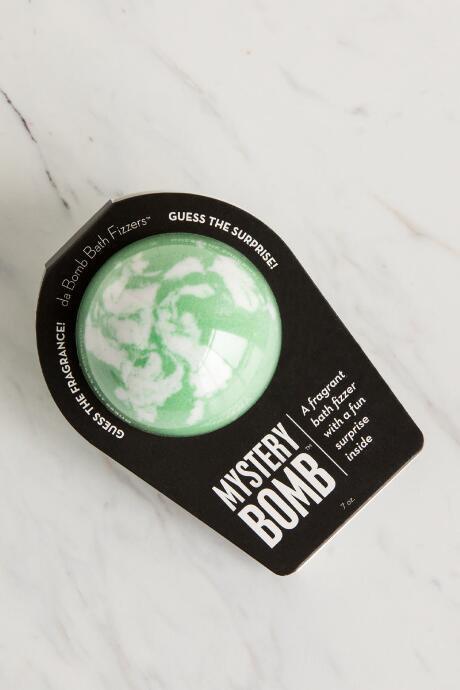 da Bomb Bath Fizzers™
GUESS THE SURPRISE!
GUESS THE FRAGRANCE!
MYSTERY
BOMB™
A fragrant
bath fizzer
with a fun
surprise
inside
7 oz.